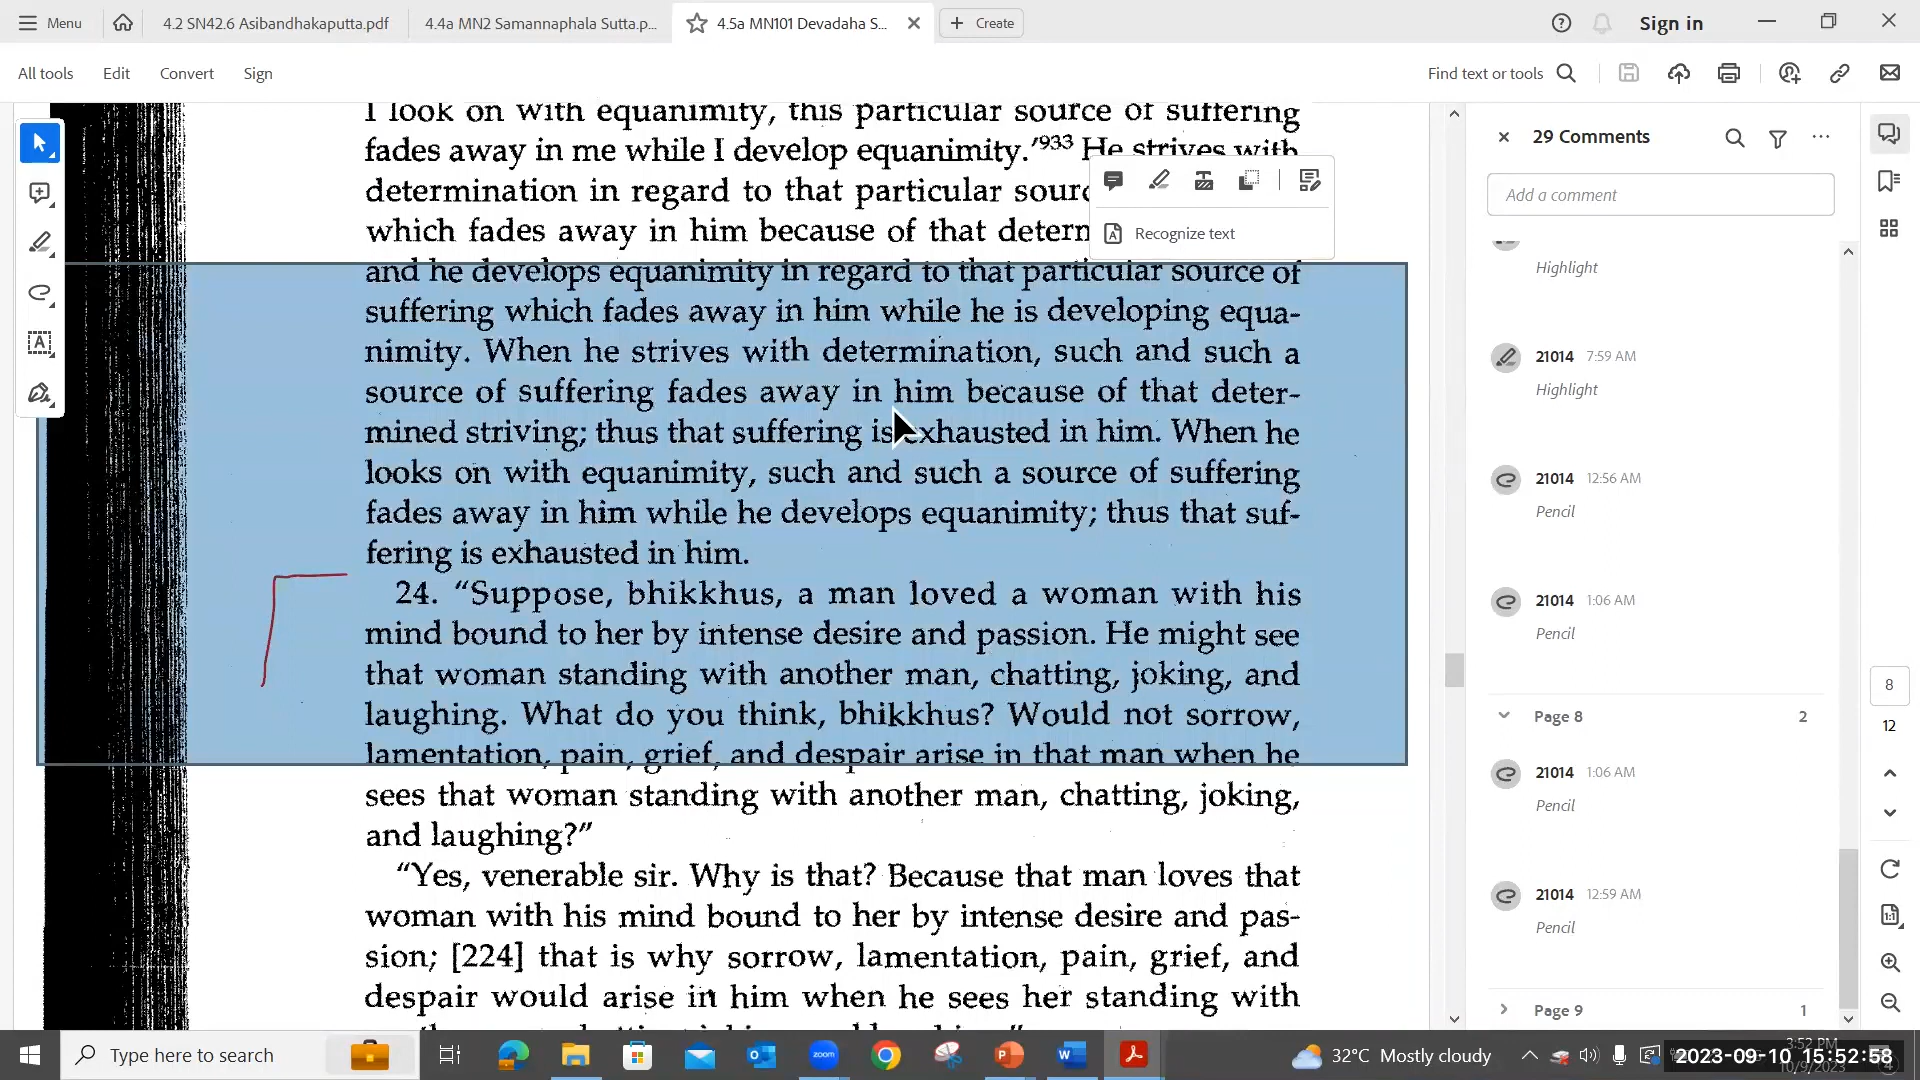 Menu
4.2 SN42.6 Asibandhakaputta.pdf
4.4a MN2 Samannaphala Sutta.p...
4.5a MN101 Devadaha S...
Create
Sign in
All tools
Edit
Convert
Sign
Find text or tools
I look on with equanimity, this particular source of suffering
fades away in me while I develop equanimity.'933 He strives with
determination in regard to that particular
which fades away in him because of that
and he develops equanimity in regard to that particular source of
suffering which fades away in him while he is developing equa-
nimity. When he strives with determination, such and such a
source of suffering fades away in him because of that deter-
mined striving; thus that suffering is exhausted in him. When he
looks on with equanimity, such and such a source of suffering
fades away in him while he develops equanimity; thus that suf-
fering is exhausted in him.
24. “Suppose, bhikkhus, a man loved a woman with his
mind bound to her by intense desire and passion. He might see
that woman standing with another man, chatting, joking, and
laughing. What do you think, bhikkhus? Would not sorrow,
lamentation, pain, grief, and despair arise in that man when he
sees that woman standing with another man, chatting, joking,
and laughing?”
“Yes, venerable sir. Why is that? Because that man loves that
woman with his mind bound to her by intense desire and pas-
sion; [224] that is why sorrow, lamentation, pain, grief, and
despair would arise in him when he sees her standing with
Recognize text
29 Comments
Add a comment
Highlight
21014 7:59 AM
Highlight
21014 12:56 AM
Pencil
21014 1:06 AM
Pencil
Page 8 2
21014 1:06 AM
Pencil
21014 12:59 AM
Pencil
Page 9 1
8
12
Type here to search
zoom
32°C Mostly cloudy
3:52 PM
2023-09-10 15:52:58
10/9/2023